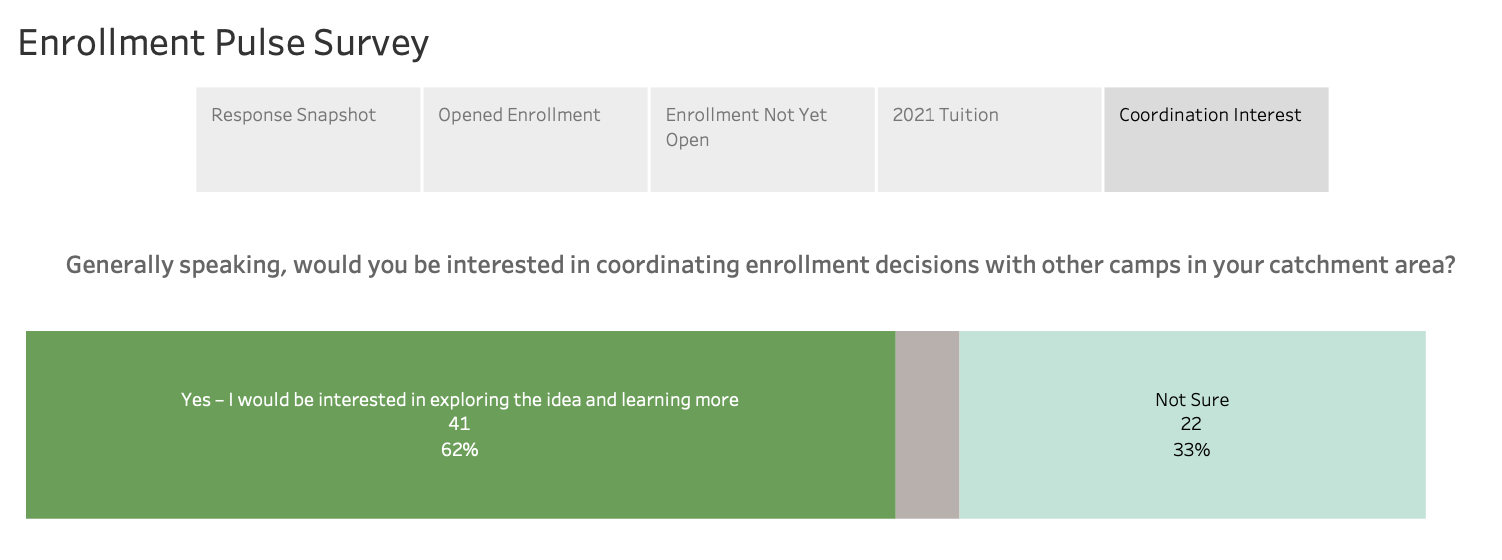 Enrollment Pulse Survey
Response Snapshot
Opened Enrollment
Enrollment Not Yet
Open
2021 Tuition
Coordination Interest
Generally speaking, would you be interested in coordinating enrollment decisions with other camps in your catchment area?
Yes – I would be interested in exploring the idea and learning more
41
62%
Not Sure
22
33%